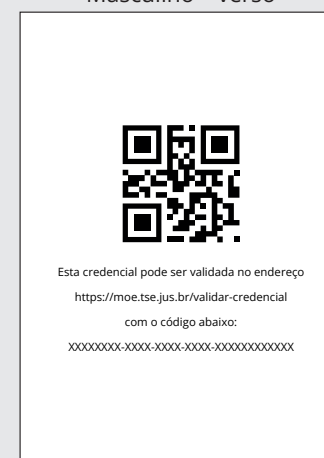 Masculino - Verso
Esta credencial pode ser validada no endereço
https://moe.tse.jus.br/validar-credencial
com o código abaixo:
XXXXXXXX-XXXX-XXXX-XXXX-XXXXXXXXXXXX